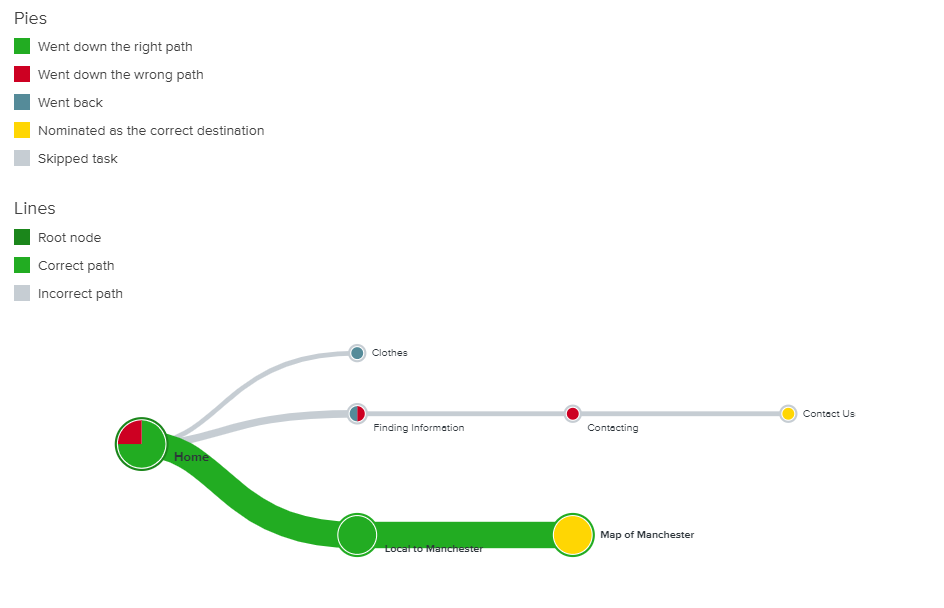 Pies
Went down the right path
Went down the wrong path
Went back
Nominated as the correct destination
Skipped task
Lines
Root node
Correct path
Incorrect path
Clothes
Finding Information
Contacting
Contact Us
Home
Local to Manchester
Map of Manchester